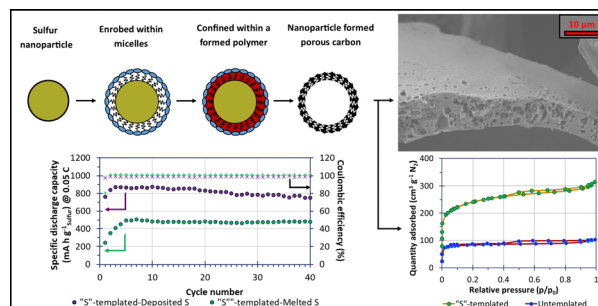 Sulfur
nanoparticle
Enrobed within
micelles
Confined within a
formed polymer
Nanoparticle formed
porous carbon
10 µm
Specific discharge capacity
(mA h g⁻¹Sulfur) @ 0.05 C
1200
1000
800
600
400
200
0
0 10 20 30 40
Cycle number
120
100
80
60
40
20
0
Coulombic efficiency (%)
"S"-templated-Deposited S
"S""-templated-Melted S
Quantity adsorbed (cm³ g⁻¹ N₂)
400
300
200
100
0
0 0.2 0.4 0.6 0.8 1
Relative pressure (p/p₀)
"S"-templated
Untemplated